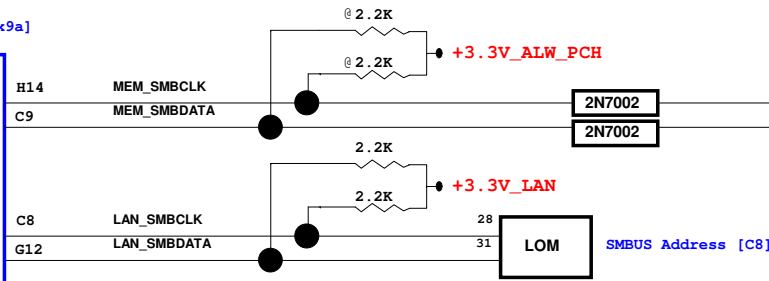 @ 2.2K
k9a]
+3.3V_ALW_PCH
@ 2.2K
H14 MEM_SMBCLK
2N7002
C9 MEM_SMBDATA
2N7002
2.2K
+3.3V_LAN
2.2K
C8 LAN_SMBCLK 28
G12 LAN_SMBDATA 31 LOM SMBUS Address [C8]